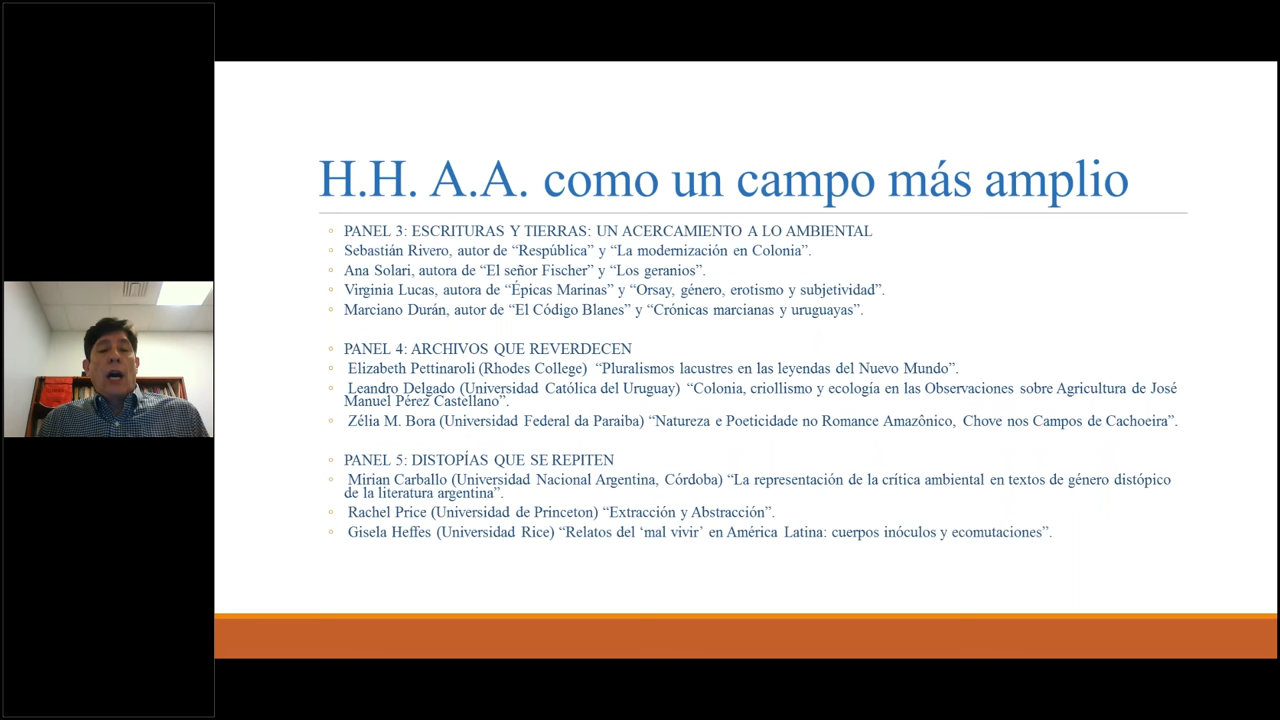 H.H. A.A. como un campo más amplio
PANEL 3: ESCRITURAS Y TIERRAS: UN ACERCAMIENTO A LO AMBIENTAL
Sebastián Rivero, autor de “Respública” y “La modernización en Colonia”.
Ana Solari, autora de “El señor Fischer” y “Los geranios”.
Virginia Lucas, autora de “Épicas Marinas” y “Orsay, género, erotismo y subjetividad”.
Marciano Durán, autor de “El Código Blanes” y “Crónicas marcianas y uruguayas”.
PANEL 4: ARCHIVOS QUE REVERDECEN
Elizabeth Pettinaroli (Rhodes College) “Pluralismos lacustres en las leyendas del Nuevo Mundo”.
Leandro Delgado (Universidad Católica del Uruguay) “Colonia, criollismo y ecología en las Observaciones sobre Agricultura de José
Manuel Pérez Castellano”.
Zélia M. Bora (Universidad Federal da Paraiba) “Natureza e Poeticidade no Romance Amazônico, Chove nos Campos de Cachoeira”.
PANEL 5: DISTOPÍAS QUE SE REPITEN
Mirian Carballo (Universidad Nacional Argentina, Córdoba) “La representación de la crítica ambiental en textos de género distópico
de la literatura argentina”.
Rachel Price (Universidad de Princeton) “Extracción y Abstracción”.
Gisela Heffes (Universidad Rice) “Relatos del ‘mal vivir’ en América Latina: cuerpos inóculos y ecomutaciones”.